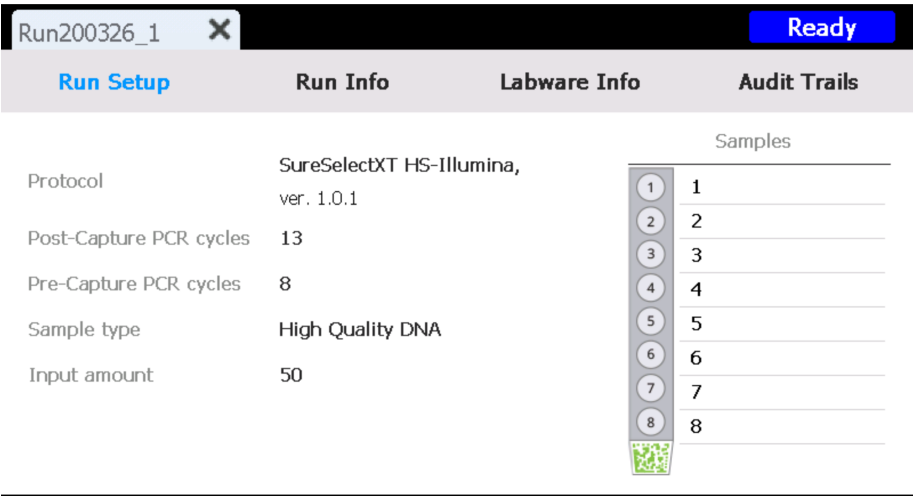 Run200326_1
Ready
Run Setup Run Info Labware Info Audit Trails
Samples
Protocol SureSelectXT HS-Illumina,
ver. 1.0.1
Post-Capture PCR cycles 13
Pre-Capture PCR cycles 8
Sample type High Quality DNA
Input amount 50
1 1
2 2
3 3
4 4
5 5
6 6
7 7
8 8